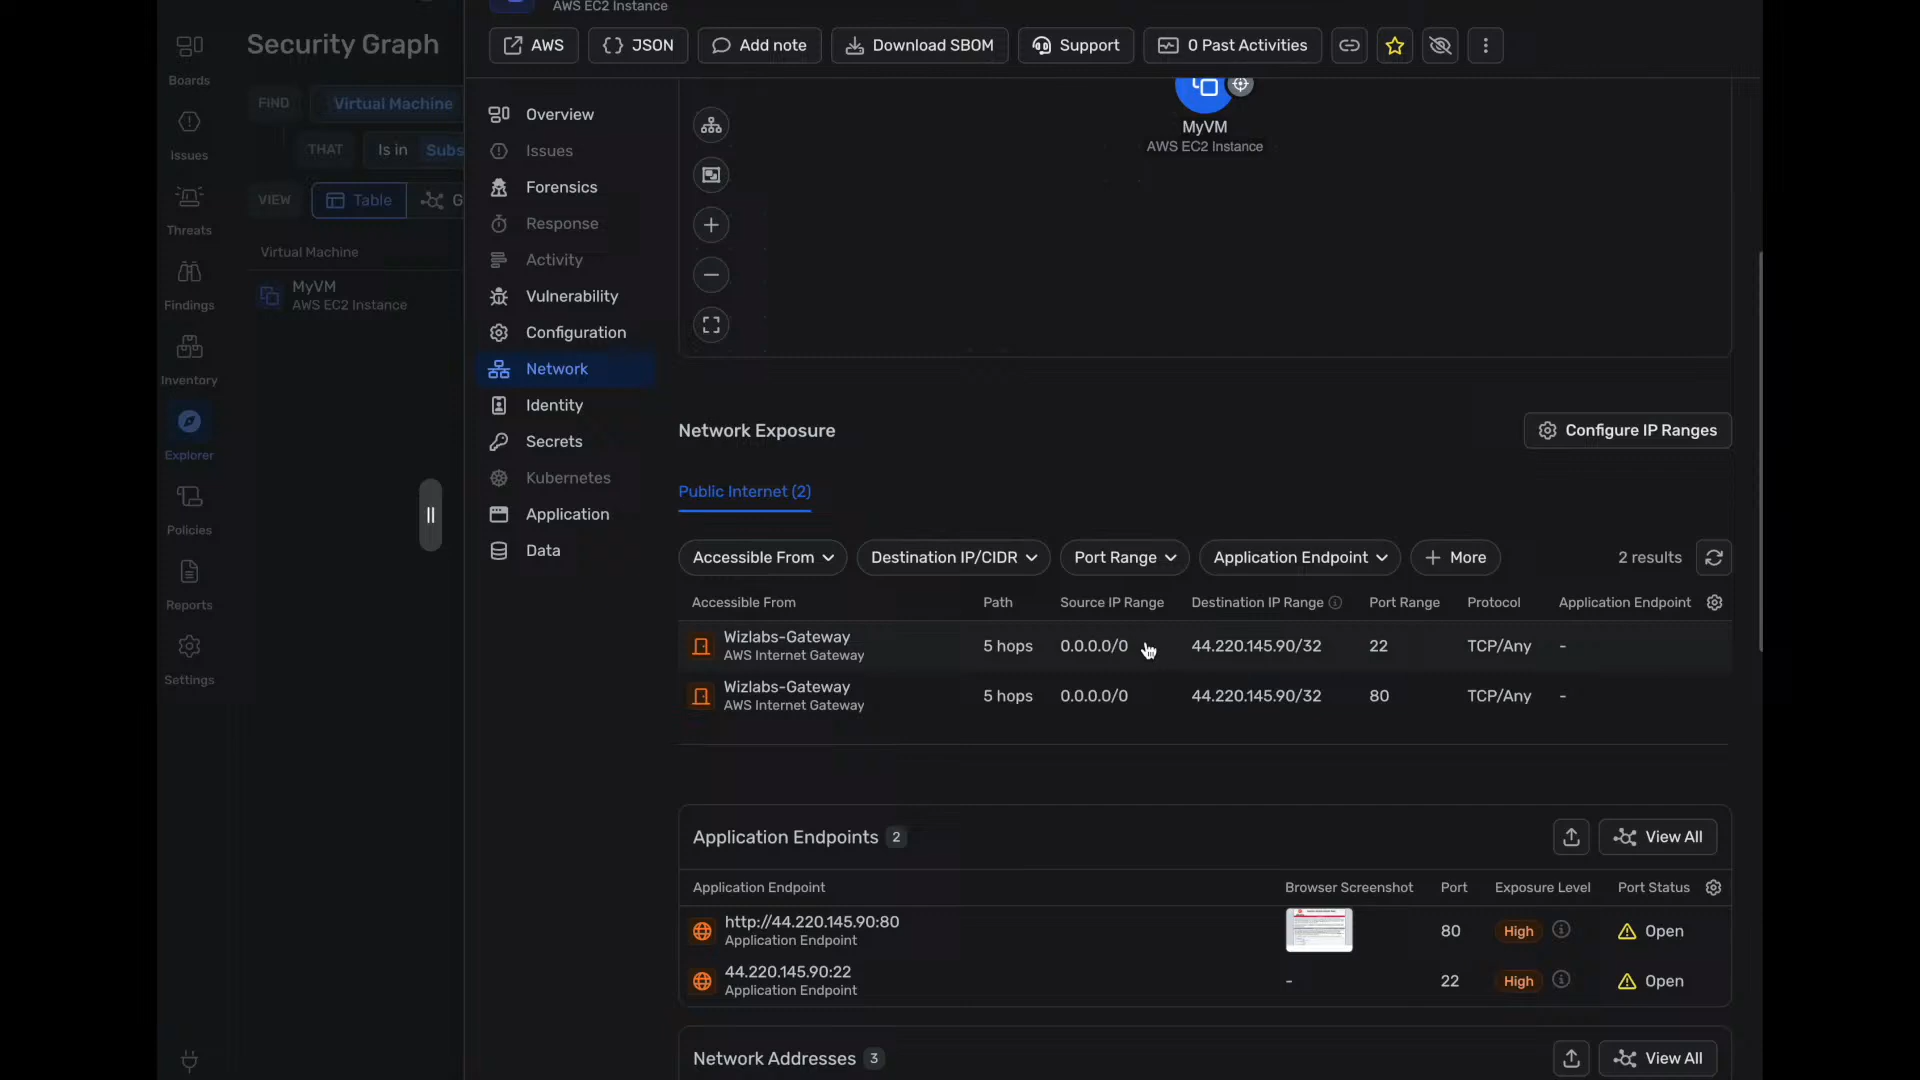 AWS EC2 Instance
Security Graph
AWS
JSON
Add note
Download SBOM
Support
0 Past Activities
Boards
Issues
Threats
Findings
Inventory
Explorer
Policies
Reports
Settings
FIND
Virtual Machine
THAT
Is in
Subs
VIEW
Table
G
Virtual Machine
MyVM
AWS EC2 Instance
Overview
Issues
Forensics
Response
Activity
Vulnerability
Configuration
Network
Identity
Secrets
Kubernetes
Application
Data
MyVM
AWS EC2 Instance
Network Exposure
Configure IP Ranges
Public Internet (2)
Accessible From
Destination IP/CIDR
Port Range
Application Endpoint
More
2 results
Accessible From Path Source IP Range Destination IP Range Port Range Protocol Application Endpoint
Wizlabs-Gateway
AWS Internet Gateway
5 hops 0.0.0.0/0 44.220.145.90/32 22 TCP/Any -
Wizlabs-Gateway
AWS Internet Gateway
5 hops 0.0.0.0/0 44.220.145.90/32 80 TCP/Any -
Application Endpoints 2
View All
Application Endpoint Browser Screenshot Port Exposure Level Port Status
http://44.220.145.90:80
Application Endpoint
80 High Open
44.220.145.90:22
Application Endpoint
- 22 High Open
Network Addresses 3
View All